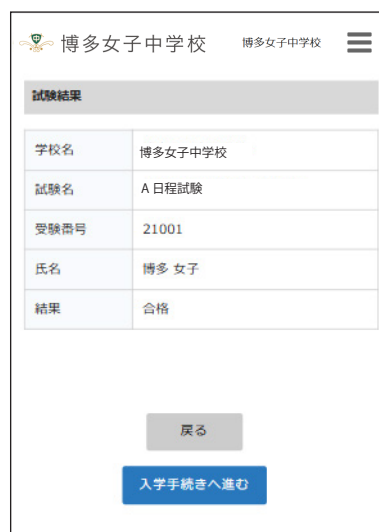 博多女子中学校 博多女子中学校
試験結果
学校名 博多女子中学校
試験名 A日程試験
受験番号 21001
氏名 博多 女子
結果 合格
戻る
入学手続きへ進む